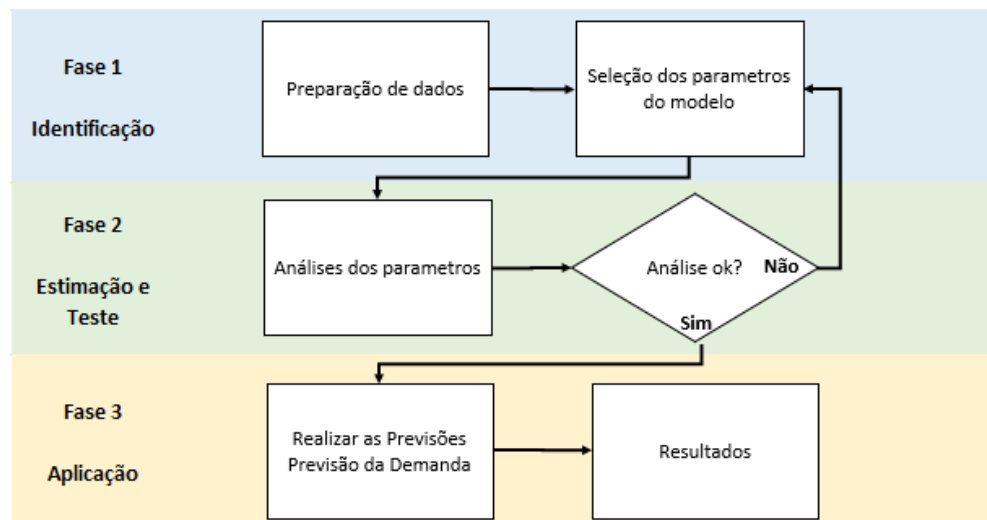 Fase 1
Identificação
Preparação de dados
Seleção dos parametros
do modelo
Fase 2
Estimação e
Teste
Análises dos parametros
Análise ok?
Não
Sim
Fase 3
Aplicação
Realizar as Previsões
Previsão da Demanda
Resultados